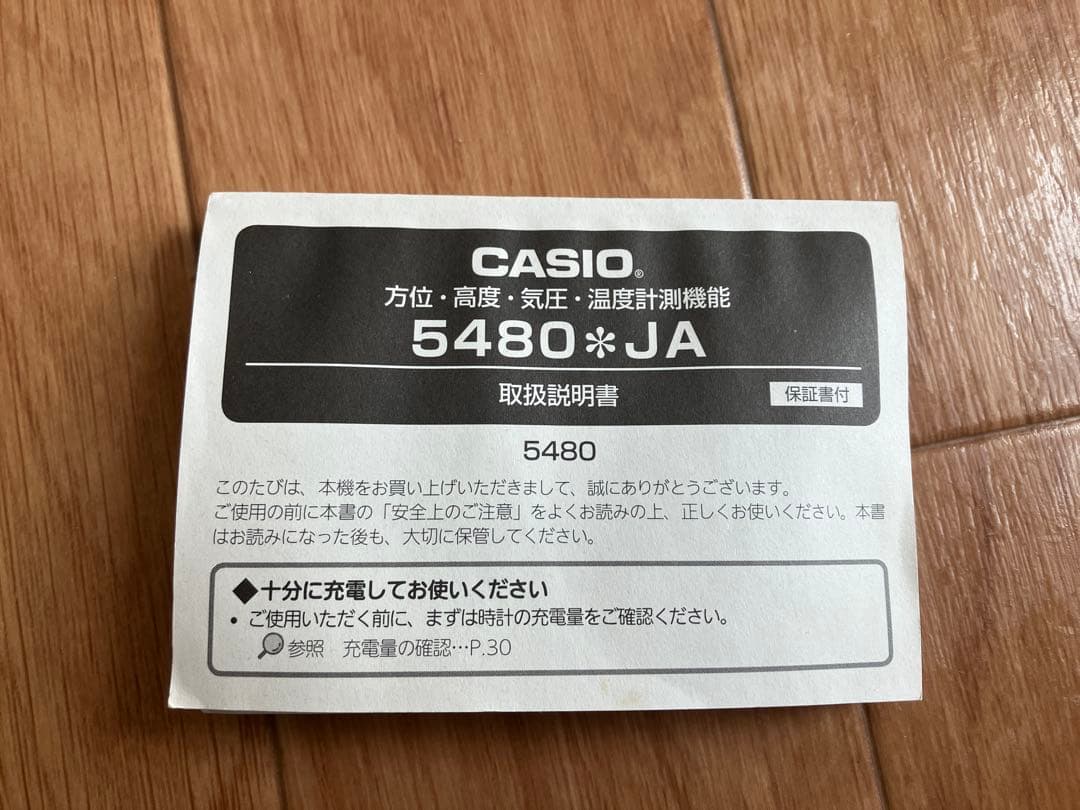 CASIO®
方位・高度・気圧・温度計測機能
5480＊JA
取扱説明書
保証書付
5480
このたびは、本機をお買い上げいただきまして、誠にありがとうございます。
ご使用の前に本書の「安全上のご注意」をよくお読みの上、正しくお使いください。本書
はお読みになった後も、大切に保管してください。
◆十分に充電してお使いください
• ご使用いただく前に、まずは時計の充電量をご確認ください。
参照 充電量の確認…P.30